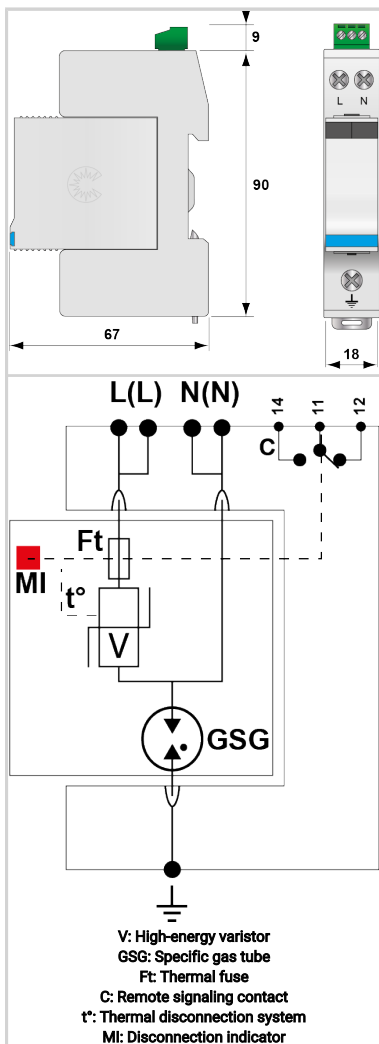 9
L N
90
67
18
L(L) N(N)
14 11 12
C
Ft
MI
t°
V
GSG
V: High-energy varistor
GSG: Specific gas tube
Ft: Thermal fuse
C: Remote signaling contact
t°: Thermal disconnection system
MI: Disconnection indicator